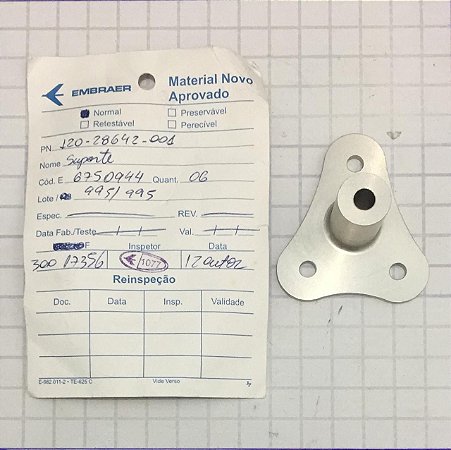 EMBRAER
Material Novo
Aprovado
Normal
Preservável
Retestável
Perecível
PN. 120-28642-001
Nome Suporte
Cód. E 6750944 Quant. 06
Lote / 995/995
Espec. REV.
Data Fab./Teste / / Val. / /
F Inspetor Data
300 17356 1077 12 out 02
Reinspeção
Doc. Data Insp. Validade
E-982 011-2 - TE-625 C Vide Verso